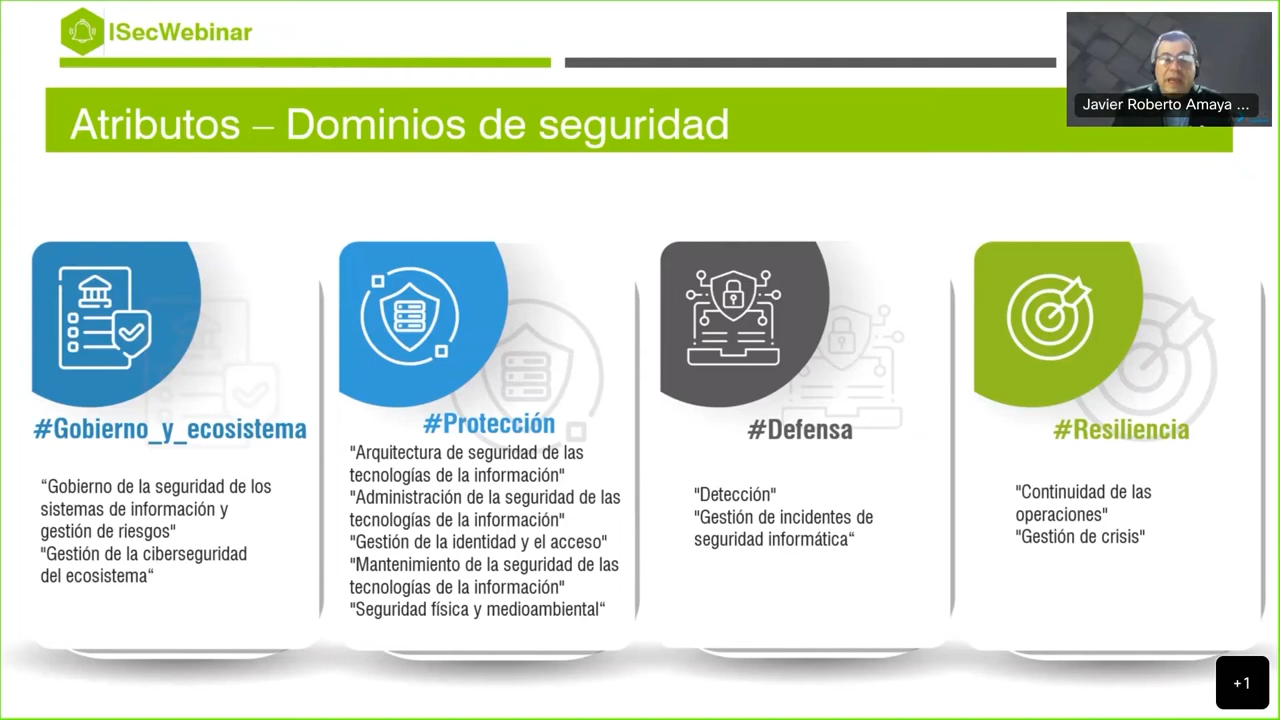 ISecWebinar
Javier Roberto Amaya ...
Atributos – Dominios de seguridad
#Gobierno_y_ecosistema
“Gobierno de la seguridad de los
sistemas de información y
gestión de riesgos"
"Gestión de la ciberseguridad
del ecosistema“
#Protección
"Arquitectura de seguridad de las
tecnologías de la información"
"Administración de la seguridad de las
tecnologías de la información"
"Gestión de la identidad y el acceso"
"Mantenimiento de la seguridad de las
tecnologías de la información"
"Seguridad física y medioambiental“
#Defensa
"Detección"
"Gestión de incidentes de
seguridad informática“
#Resiliencia
"Continuidad de las
operaciones"
"Gestión de crisis"
+1